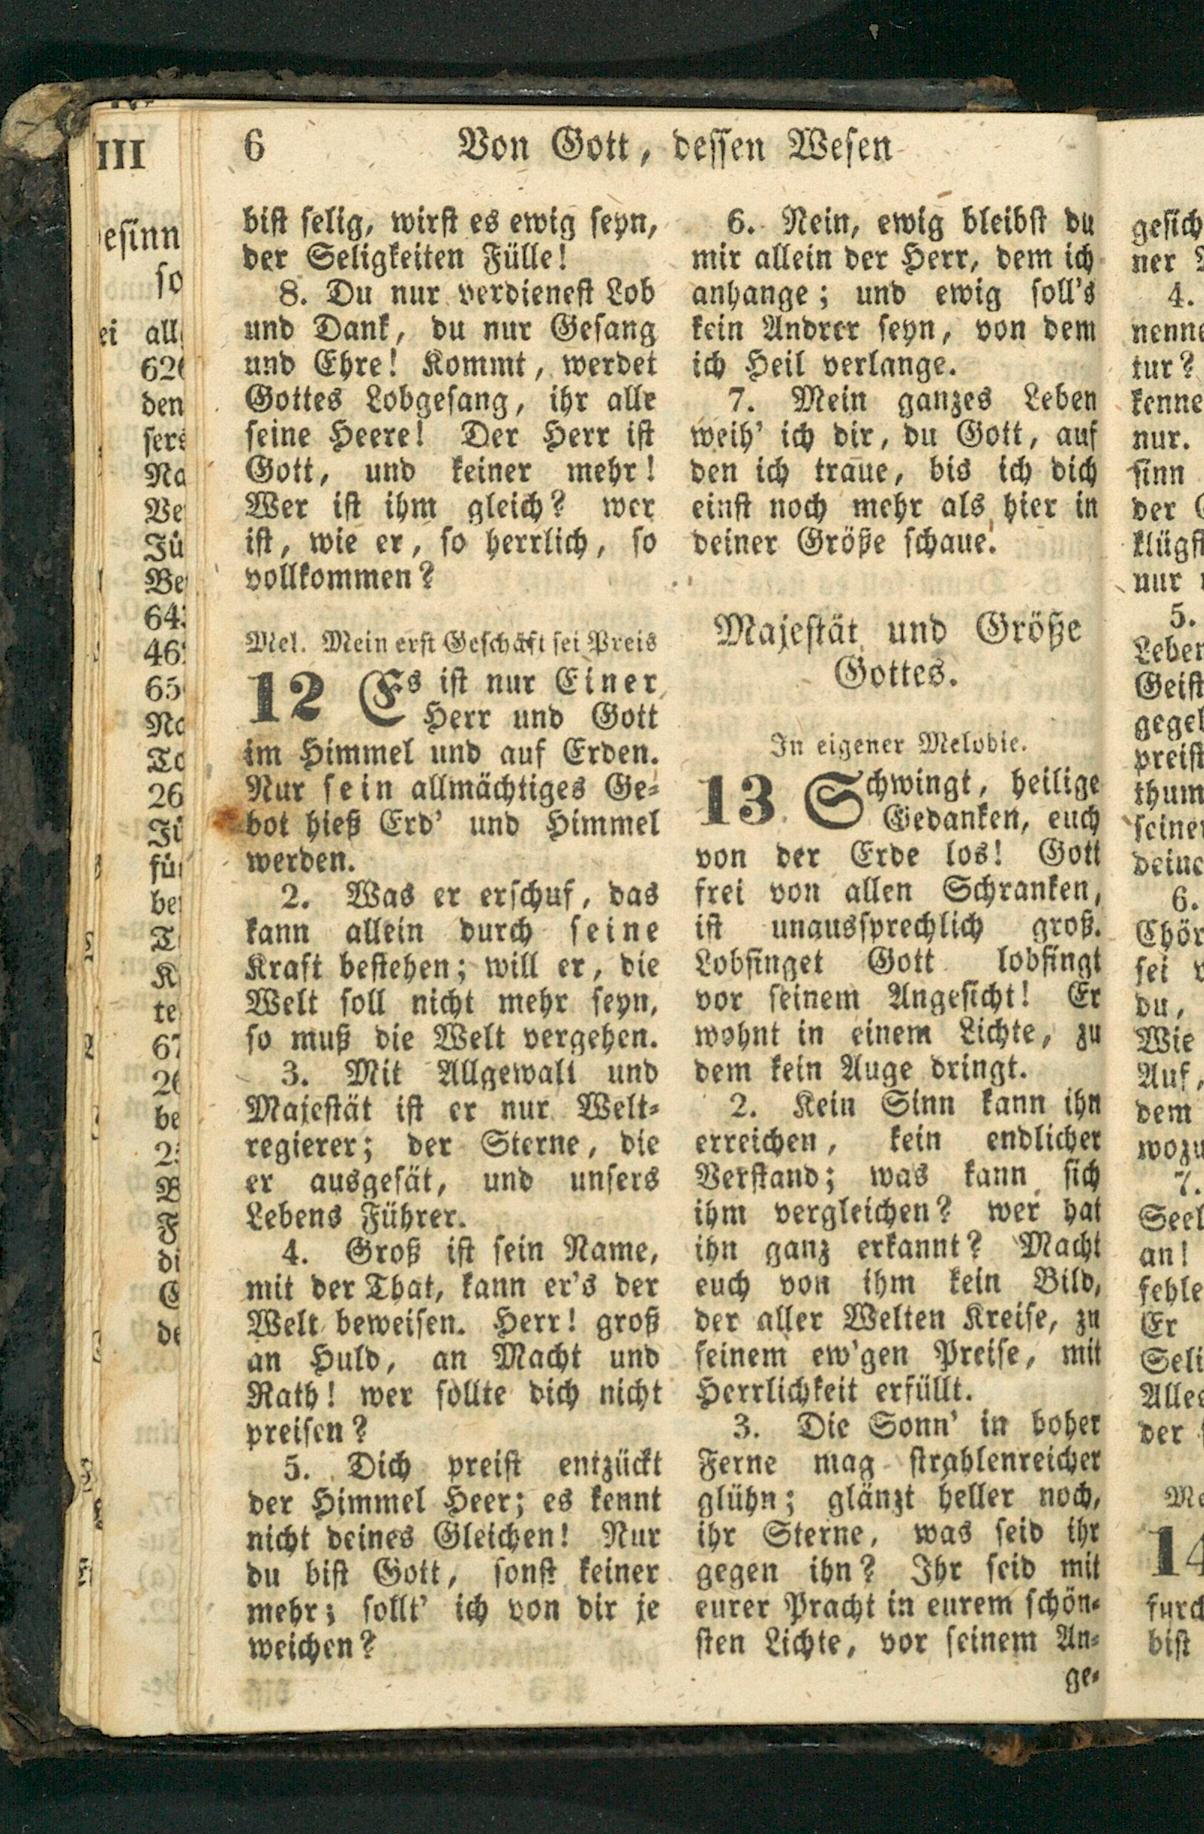 6 Von Gott, dessen Wesen
bist selig, wirst es ewig seyn,
der Seligkeiten Fülle!
8. Du nur verdienest Lob
und Dank, du nur Gesang
und Ehre! Kommt, werdet
Gottes Lobgesang, ihr alle
seine Heere! Der Herr ist
Gott, und keiner mehr!
Wer ist ihm gleich? wer
ist, wie er, so herrlich, so
vollkommen?
Mel. Mein erst Geschäft sei Preis
12 Es ist nur Einer
Herr und Gott
im Himmel und auf Erden.
Nur sein allmächtiges Ge-
bot hieß Erd' und Himmel
werden.
2. Was er erschuf, das
kann allein durch seine
Kraft bestehen; will er, die
Welt soll nicht mehr seyn,
so muß die Welt vergehen.
3. Mit Allgewalt und
Majestät ist er nur Welt-
regierer; der Sterne, die
er ausgesät, und unsers
Lebens Führer.
4. Groß ist sein Name,
mit der That, kann er's der
Welt beweisen. Herr! groß
an Huld, an Macht und
Rath! wer sollte dich nicht
preisen?
5. Dich preist entzückt
der Himmel Heer; es kennt
nicht deines Gleichen! Nur
du bist Gott, sonst keiner
mehr; sollt' ich von dir je
weichen?
6. Nein, ewig bleibst du
mir allein der Herr, dem ich
anhange; und ewig soll's
kein Andrer seyn, von dem
ich Heil verlange.
7. Mein ganzes Leben
weih' ich dir, du Gott, auf
den ich traue, bis ich dich
einst noch mehr als hier in
deiner Größe schaue.
Majestät und Größe
Gottes.
In eigener Melodie.
13 Schwingt, heilige
Gedanken, euch
von der Erde los! Gott
frei von allen Schranken,
ist unaussprechlich groß.
Lobsinget Gott lobsingt
vor seinem Angesicht! Er
wohnt in einem Lichte, zu
dem kein Auge dringt.
2. Kein Sinn kann ihn
erreichen, kein endlicher
Verstand; was kann sich
ihm vergleichen? wer hat
ihn ganz erkannt? Macht
euch von ihm kein Bild,
der aller Welten Kreise, zu
seinem ew'gen Preise, mit
Herrlichkeit erfüllt.
3. Die Sonn' in hoher
Ferne mag strahlenreicher
glühn; glänzt heller noch,
ihr Sterne, was seid ihr
gegen ihn? Ihr seid mit
eurer Pracht in eurem schön-
sten Lichte, vor seinem An-
ge-